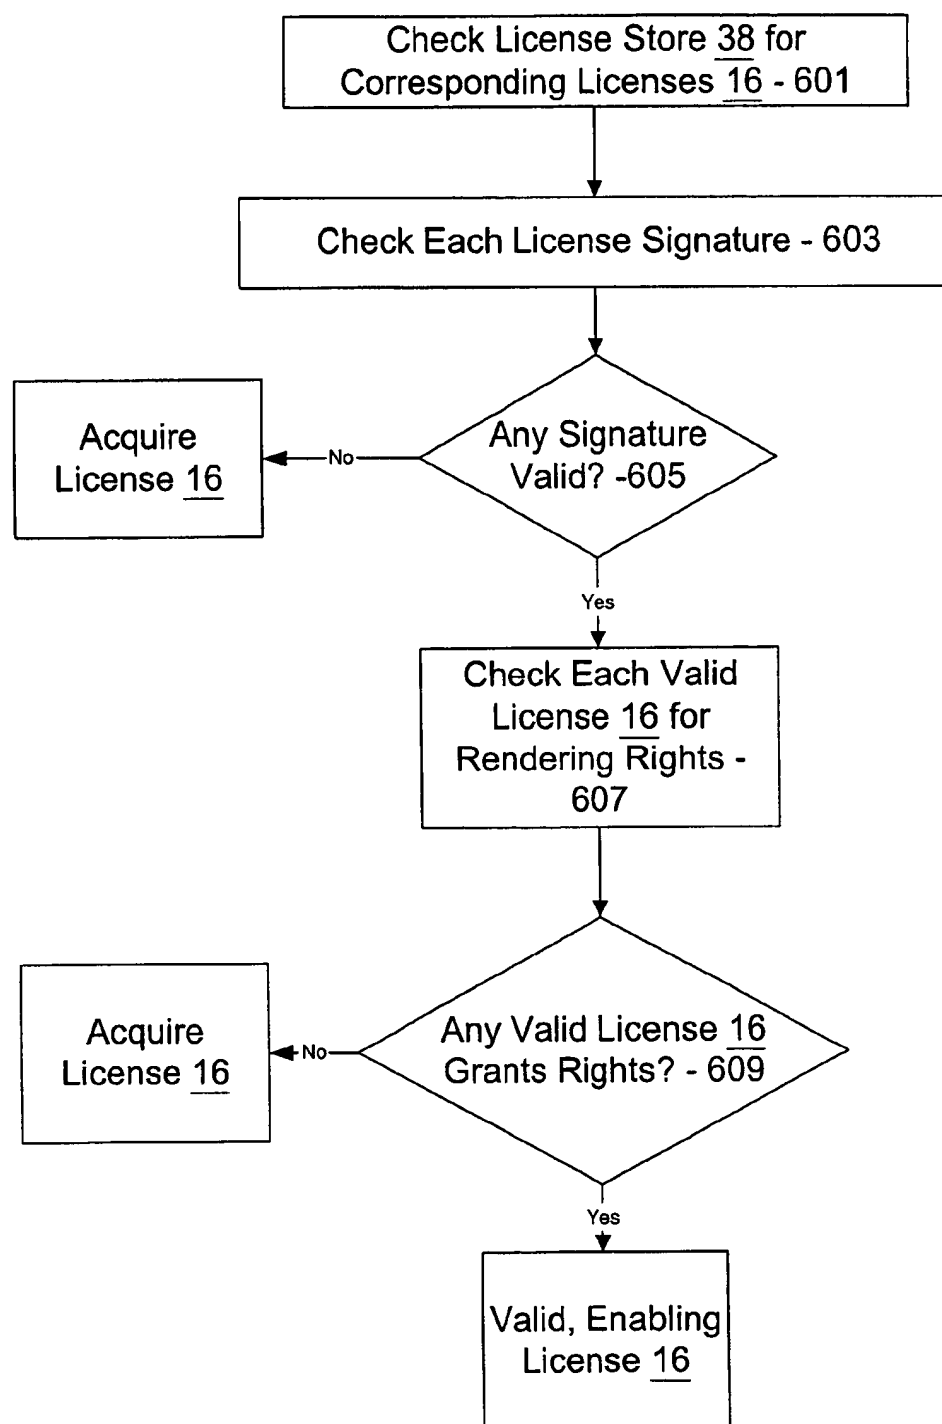 Check License Store 38 for
Corresponding Licenses 16 - 601
Check Each License Signature - 603
Any Signature
Valid? -605
No
Acquire
License 16
Yes
Check Each Valid
License 16 for
Rendering Rights -
607
Any Valid License 16
Grants Rights? - 609
No
Acquire
License 16
Yes
Valid, Enabling
License 16